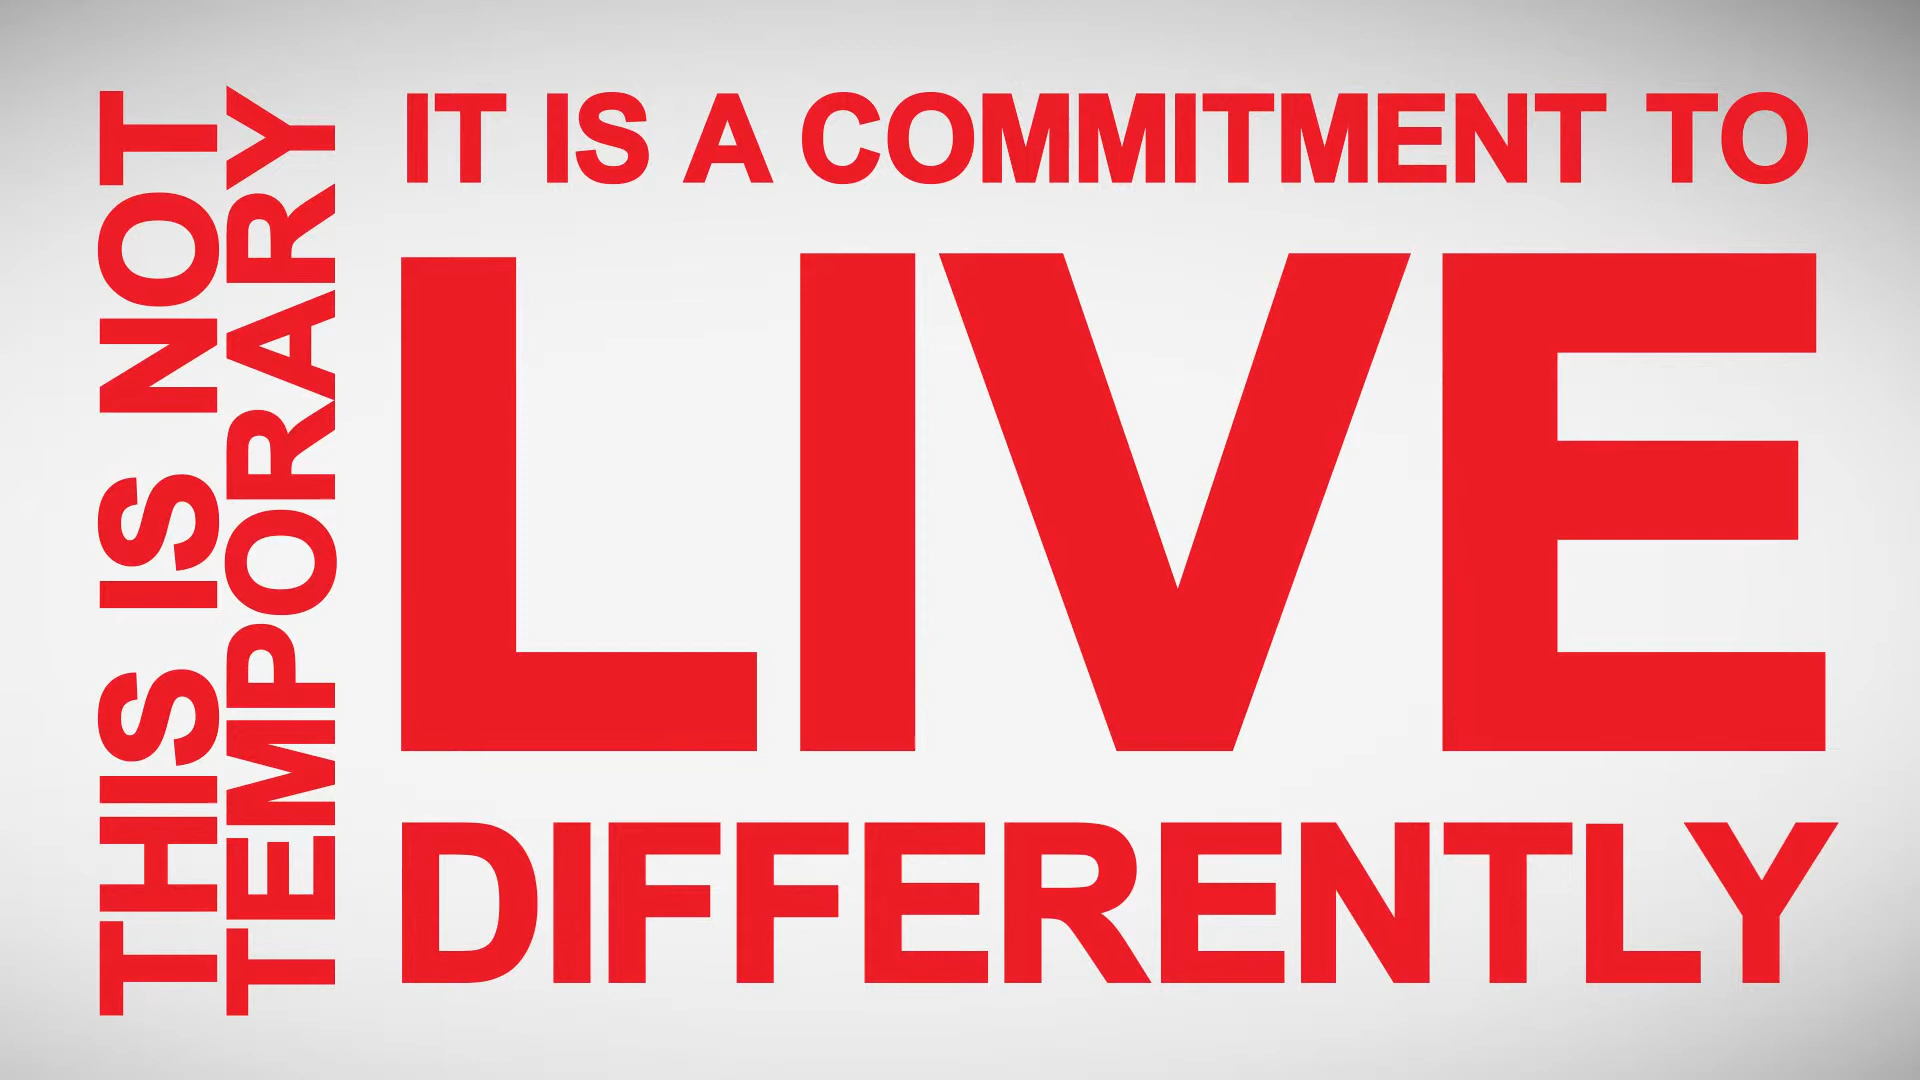 THIS IS NOT
TEMPORARY
IT IS A COMMITMENT TO
LIVE
DIFFERENTLY